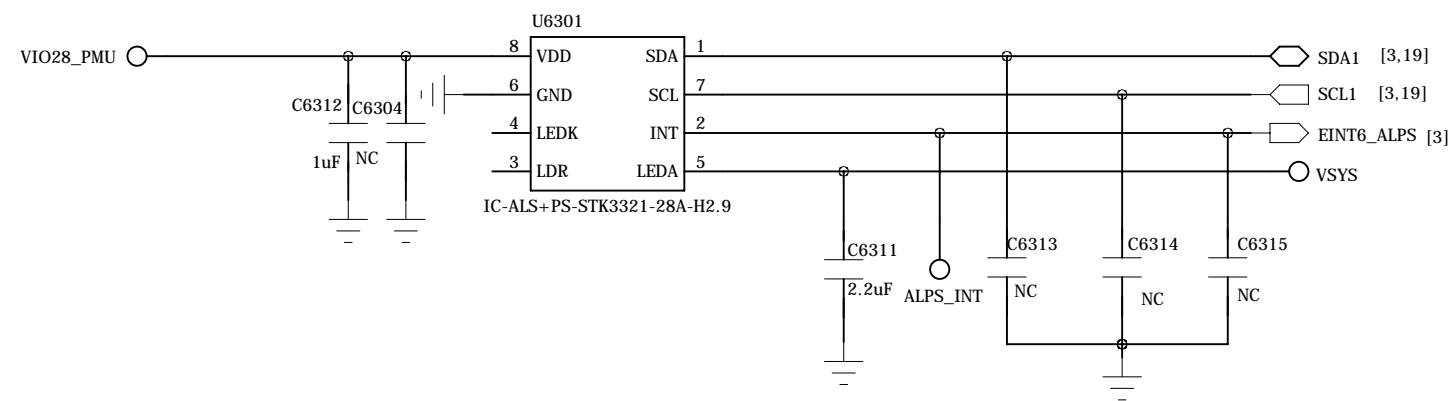 U6301
VIO28_PMU
8 VDD SDA 1
SDA1 [3,19]
6 GND SCL 7
SCL1 [3,19]
4 LEDK INT 2
EINT6_ALPS [3]
3 LDR LEDA 5
VSYS
C6312 C6304
1uF NC
IC-ALS+PS-STK3321-28A-H2.9
C6311
2.2uF
ALPS_INT
C6313
NC
C6314
NC
C6315
NC